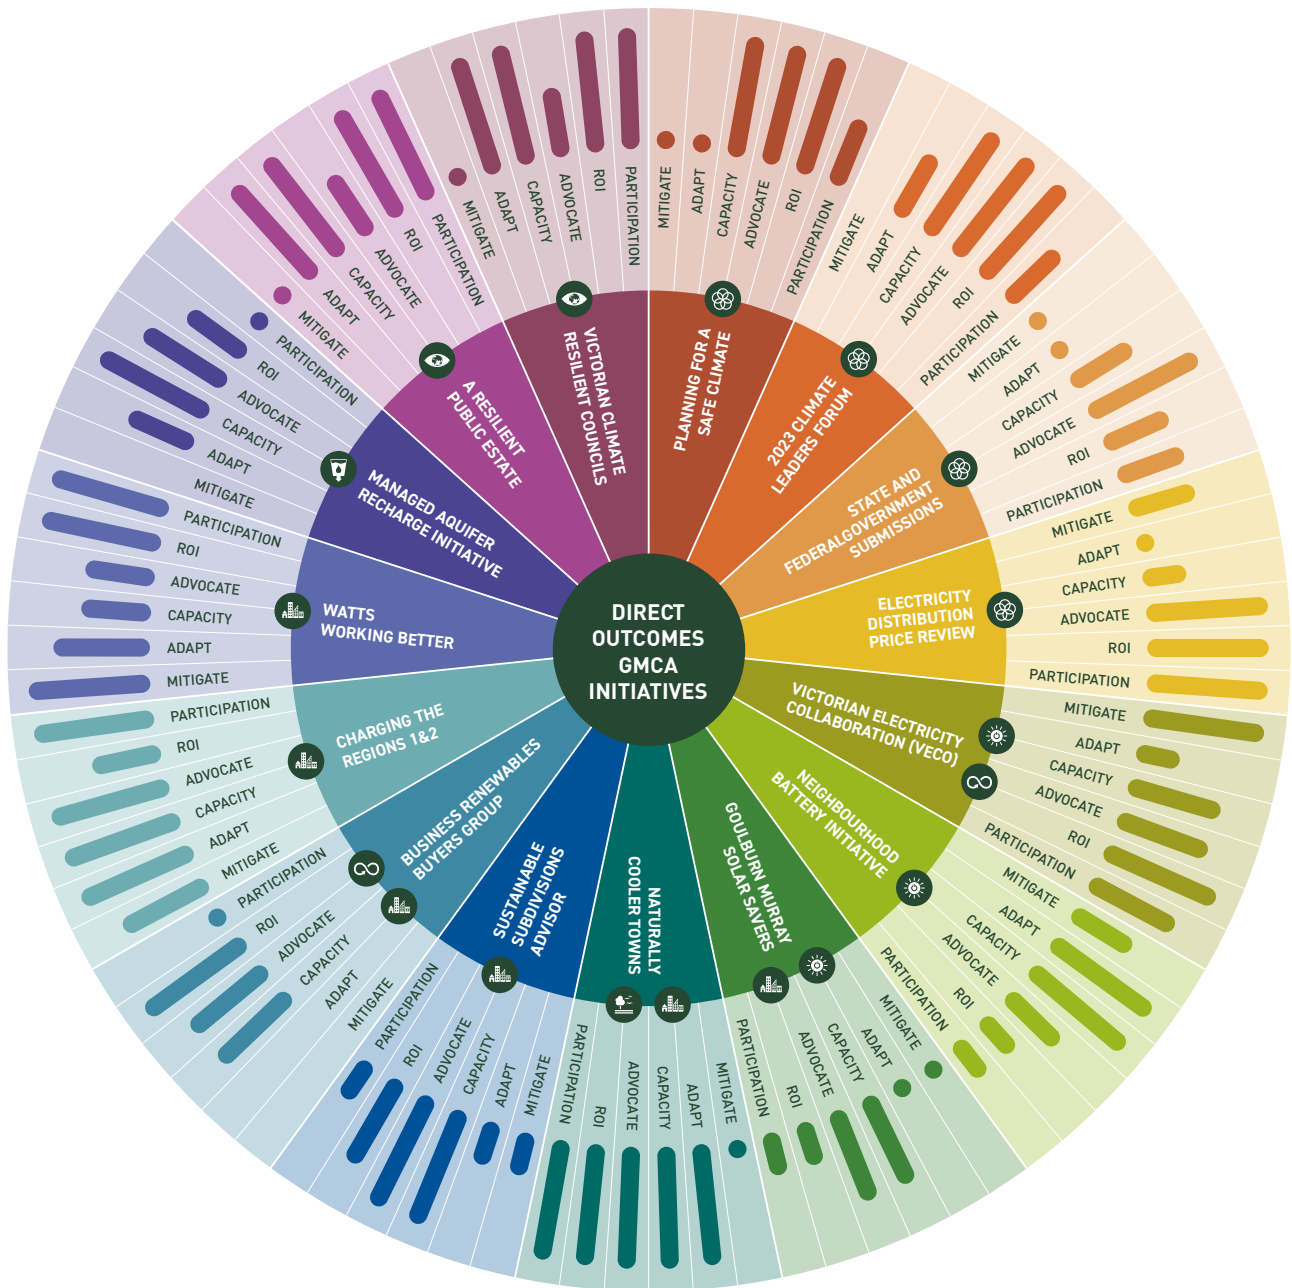 DIRECT
OUTCOMES
GMCA
INITIATIVES
PLANNING FOR A
SAFE CLIMATE
MITIGATE
ADAPT
CAPACITY
ADVOCATE
ROI
PARTICIPATION
2023 CLIMATE
LEADERS FORUM
MITIGATE
ADAPT
CAPACITY
ADVOCATE
ROI
PARTICIPATION
STATE AND
FEDERALGOVERNMENT
SUBMISSIONS
MITIGATE
ADAPT
CAPACITY
ADVOCATE
ROI
PARTICIPATION
ELECTRICITY
DISTRIBUTION
PRICE REVIEW
MITIGATE
ADAPT
CAPACITY
ADVOCATE
ROI
PARTICIPATION
VICTORIAN ELECTRICITY
COLLABORATION (VECO)
MITIGATE
ADAPT
CAPACITY
ADVOCATE
ROI
PARTICIPATION
NEIGHBOURHOOD
BATTERY INITIATIVE
MITIGATE
ADAPT
CAPACITY
ADVOCATE
ROI
PARTICIPATION
GOULBURN MURRAY
SOLAR SAVERS
MITIGATE
ADAPT
CAPACITY
ADVOCATE
ROI
PARTICIPATION
NATURALLY
COOLER TOWNS
MITIGATE
ADAPT
CAPACITY
ADVOCATE
ROI
PARTICIPATION
SUSTAINABLE
SUBDIVISIONS
ADVISOR
MITIGATE
ADAPT
CAPACITY
ADVOCATE
ROI
PARTICIPATION
BUSINESS RENEWABLES
BUYERS GROUP
MITIGATE
ADAPT
CAPACITY
ADVOCATE
ROI
PARTICIPATION
CHARGING THE
REGIONS 1&2
MITIGATE
ADAPT
CAPACITY
ADVOCATE
ROI
PARTICIPATION
WATTS
WORKING BETTER
MITIGATE
ADAPT
CAPACITY
ADVOCATE
ROI
PARTICIPATION
MANAGED AQUIFER
RECHARGE INITIATIVE
MITIGATE
ADAPT
CAPACITY
ADVOCATE
ROI
PARTICIPATION
A RESILIENT
PUBLIC ESTATE
MITIGATE
ADAPT
CAPACITY
ADVOCATE
ROI
PARTICIPATION
VICTORIAN CLIMATE
RESILIENT COUNCILS
MITIGATE
ADAPT
CAPACITY
ADVOCATE
ROI
PARTICIPATION